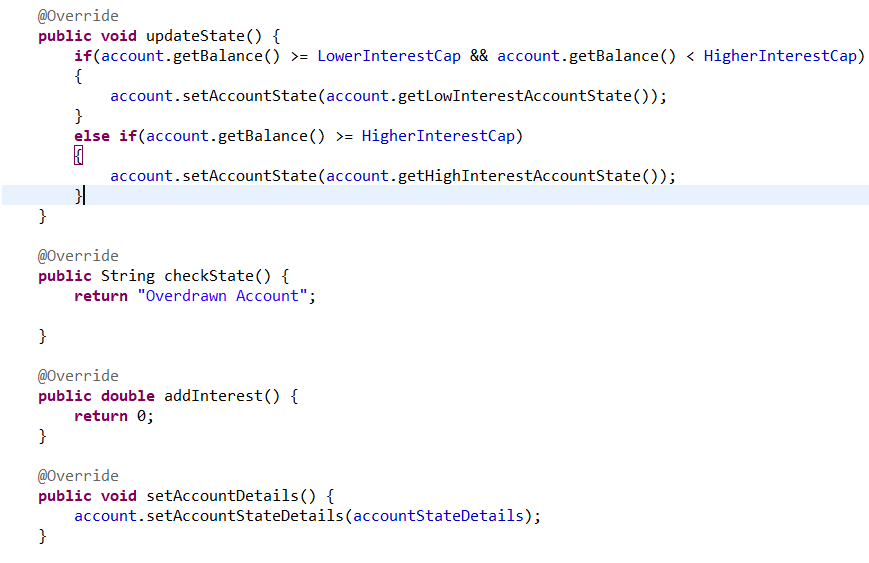 @Override
public void updateState() {
if(account.getBalance() >= LowerInterestCap && account.getBalance() < HigherInterestCap)
{
account.setAccountState(account.getLowInterestAccountState());
}
else if(account.getBalance() >= HigherInterestCap)
{
account.setAccountState(account.getHighInterestAccountState());
}
}
@Override
public String checkState() {
return "Overdrawn Account";
}
@Override
public double addInterest() {
return 0;
}
@Override
public void setAccountDetails() {
account.setAccountStateDetails(accountStateDetails);
}